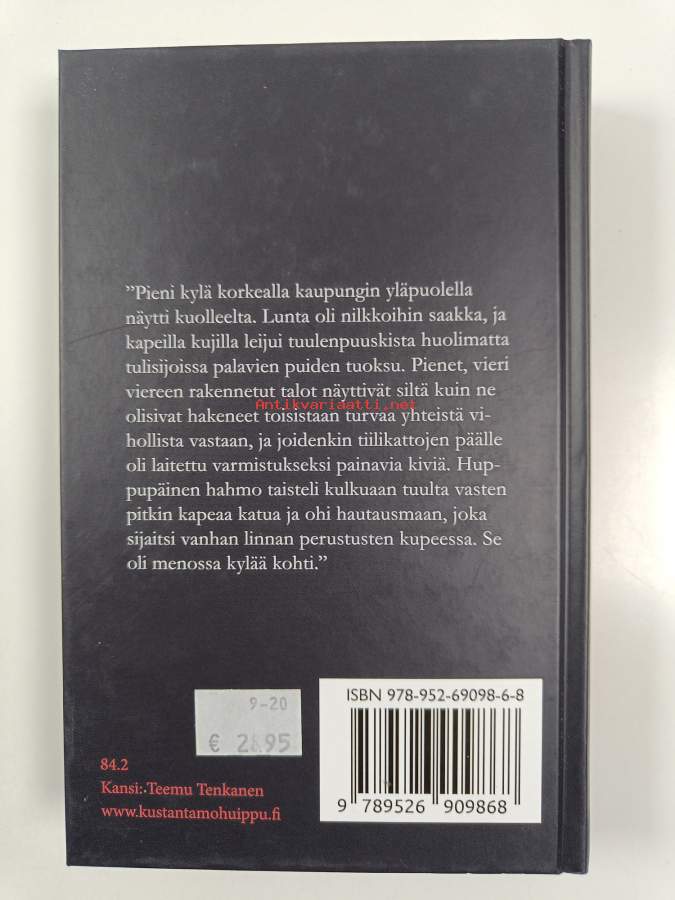 ”Pieni kylä korkealla kaupungin yläpuolella
näytti kuolleelta. Lunta oli nilkkoihin saakka, ja
kapeilla kujilla leijui tuulenpuuskista huolimatta
tulisijoissa palavien puiden tuoksu. Pienet, vieri
viereen rakennetut talot näyttivät siltä kuin ne
Antikvariaatti.net
olisivat hakeneet toisistaan turvaa yhteistä vi-
hollista vastaan, ja joidenkin tiilikattojen päälle
oli laitettu varmistukseksi painavia kiviä. Hup-
pupäinen hahmo taisteli kulkuaan tuulta vasten
pitkin kapeaa katua ja ohi hautausmaan, joka
sijaitsi vanhan linnan perustusten kupeessa. Se
oli menossa kylää kohti.”
9-20
€ 28.95
ISBN 978-952-69098-6-8
9 789526 909868
84.2
Kansi: Teemu Tenkanen
www.kustantamohuippu.fi